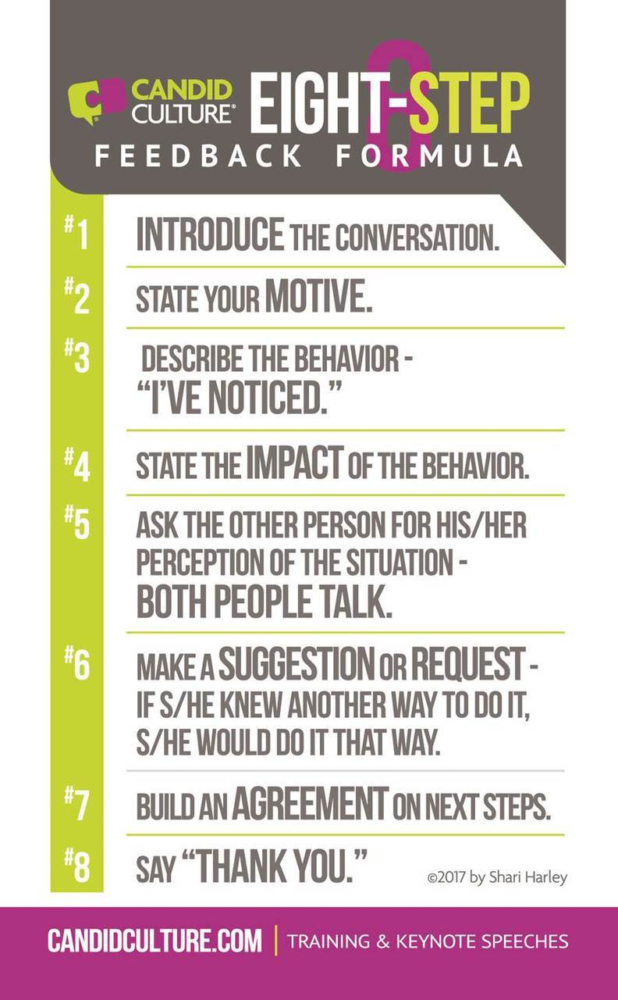 CANDID
CULTURE®
EIGHT-STEP
8
FEEDBACK FORMULA
#1 INTRODUCE THE CONVERSATION.
#2 STATE YOUR MOTIVE.
#3 DESCRIBE THE BEHAVIOR -
“I’VE NOTICED.”
#4 STATE THE IMPACT OF THE BEHAVIOR.
#5 ASK THE OTHER PERSON FOR HIS/HER
PERCEPTION OF THE SITUATION -
BOTH PEOPLE TALK.
#6 MAKE A SUGGESTION OR REQUEST -
IF S/HE KNEW ANOTHER WAY TO DO IT,
S/HE WOULD DO IT THAT WAY.
#7 BUILD AN AGREEMENT ON NEXT STEPS.
#8 SAY “THANK YOU.”
©2017 by Shari Harley
CANDIDCULTURE.COM | TRAINING & KEYNOTE SPEECHES